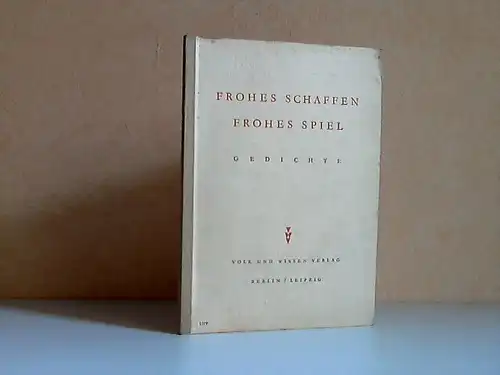 FROHES SCHAFFEN
FROHES SPIEL
GEDICHTE
VOLK UND WISSEN VERLAG
BERLIN / LEIPZIG